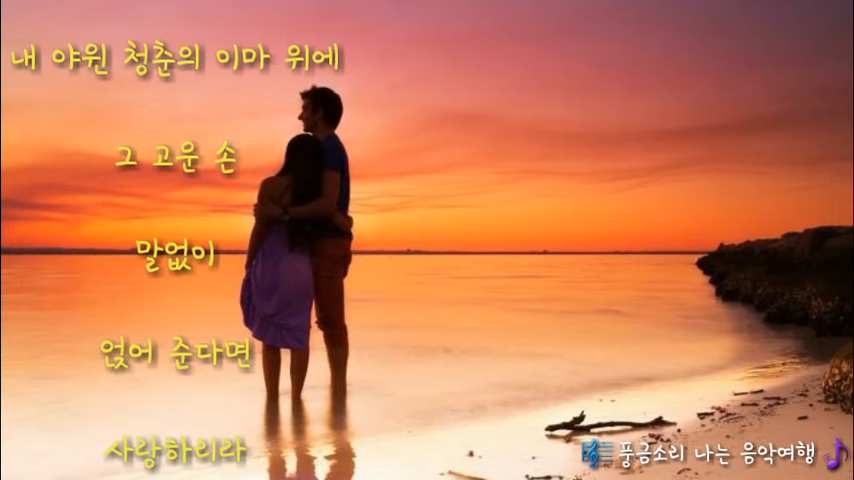 내 야윈 청춘의 이마 위에
그 고운 손
말없이
얹어 준다면
사랑하리라
풍금소리 나는 음악여행